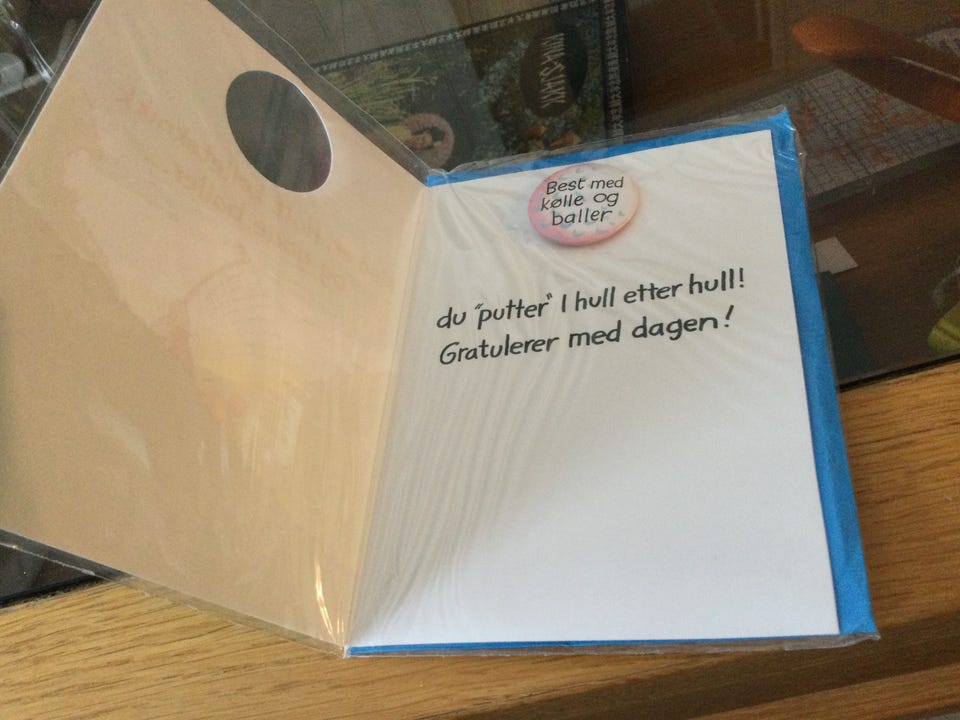 Best med
kølle og
baller
du "putter" I hull etter hull!
Gratulerer med dagen!